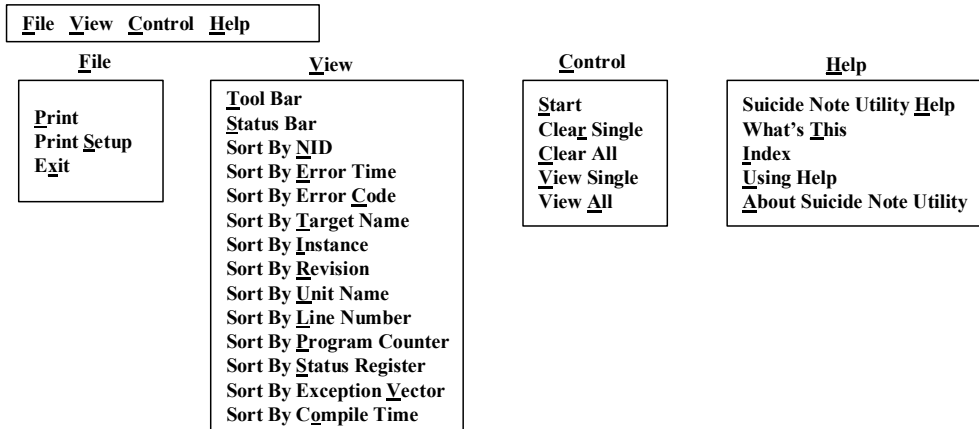 File View Control Help
File
Print
Print Setup
Exit
View
Tool Bar
Status Bar
Sort By NID
Sort By Error Time
Sort By Error Code
Sort By Target Name
Sort By Instance
Sort By Revision
Sort By Unit Name
Sort By Line Number
Sort By Program Counter
Sort By Status Register
Sort By Exception Vector
Sort By Compile Time
Control
Start
Clear Single
Clear All
View Single
View All
Help
Suicide Note Utility Help
What's This
Index
Using Help
About Suicide Note Utility